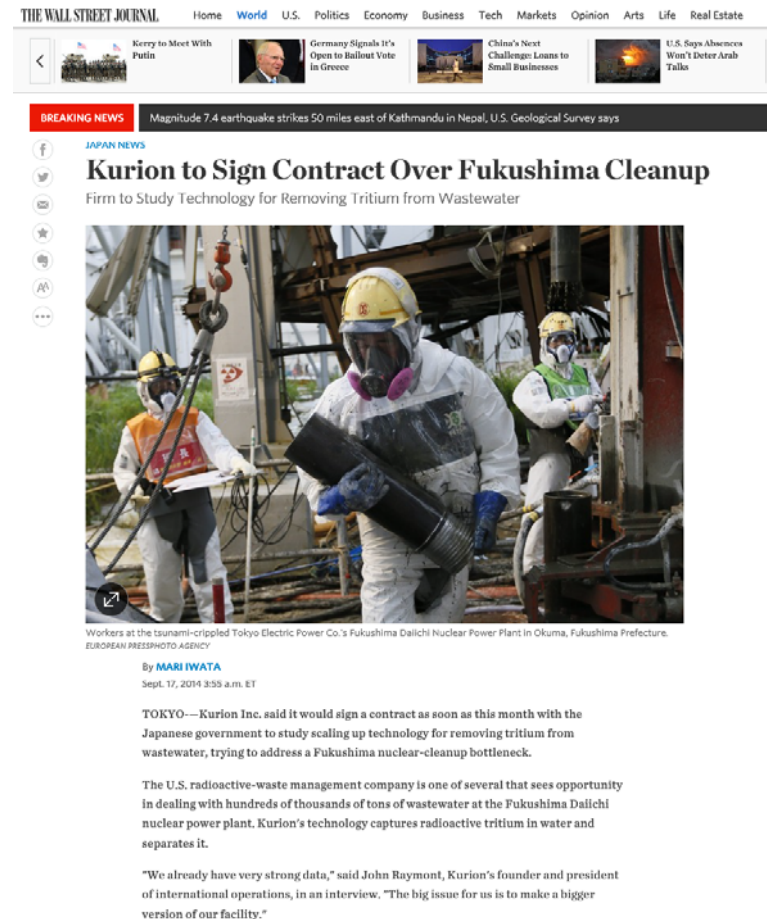 THE WALL STREET JOURNAL
Home World U.S. Politics Economy Business Tech Markets Opinion Arts Life Real Estate
Kerry to Meet With
Putin
Germany Signals It's
Open to Bailout Vote
in Greece
China's Next
Challenge: Loans to
Small Businesses
U.S. Says Absences
Won't Deter Arab
Talks
BREAKING NEWS Magnitude 7.4 earthquake strikes 50 miles east of Kathmandu in Nepal, U.S. Geological Survey says
JAPAN NEWS
Kurion to Sign Contract Over Fukushima Cleanup
Firm to Study Technology for Removing Tritium from Wastewater
Workers at the tsunami-crippled Tokyo Electric Power Co.'s Fukushima Daiichi Nuclear Power Plant in Okuma, Fukushima Prefecture.
EUROPEAN PRESSPHOTO AGENCY
By MARI IWATA
Sept. 17, 2014 3:55 a.m. ET
TOKYO-—Kurion Inc. said it would sign a contract as soon as this month with the
Japanese government to study scaling up technology for removing tritium from
wastewater, trying to address a Fukushima nuclear-cleanup bottleneck.
The U.S. radioactive-waste management company is one of several that sees opportunity
in dealing with hundreds of thousands of tons of wastewater at the Fukushima Daiichi
nuclear power plant. Kurion's technology captures radioactive tritium in water and
separates it.
"We already have very strong data," said John Raymont, Kurion's founder and president
of international operations, in an interview. "The big issue for us is to make a bigger
version of our facility."